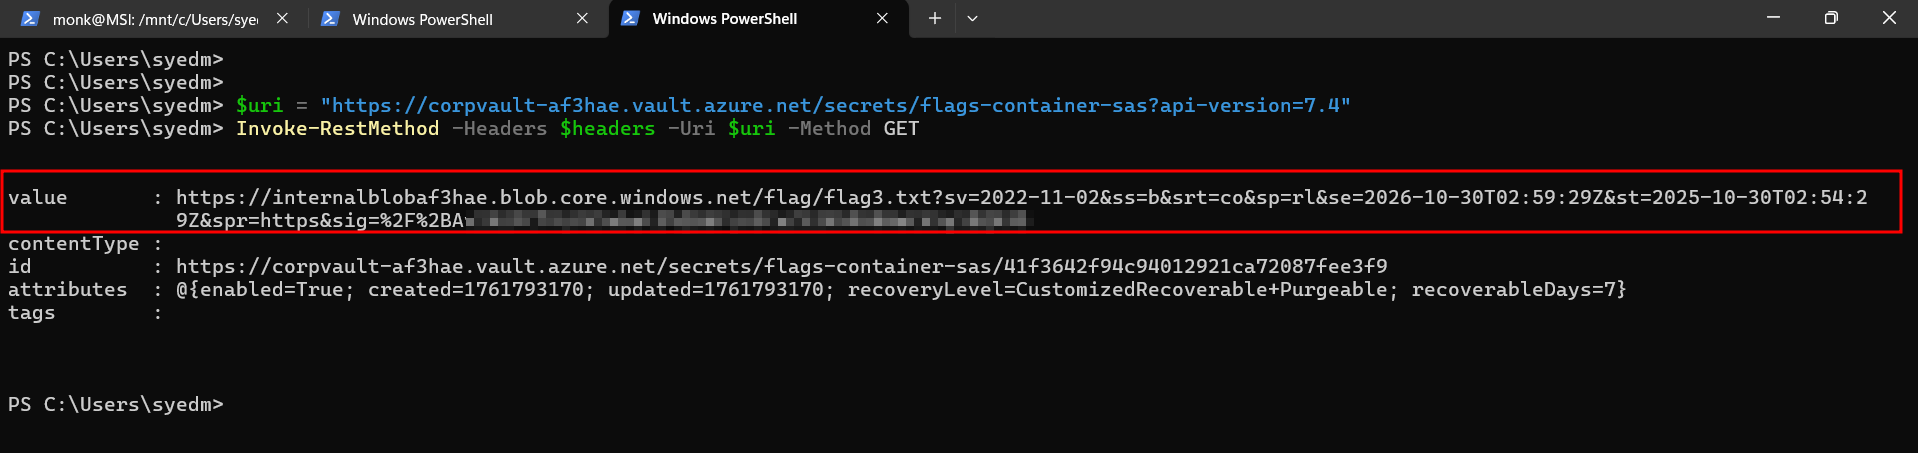 monk@MSI: /mnt/c/Users/sye
Windows PowerShell
Windows PowerShell
PS C:\Users\syedm>
PS C:\Users\syedm>
PS C:\Users\syedm> $uri = "https://corpvault-af3hae.vault.azure.net/secrets/flags-container-sas?api-version=7.4"
PS C:\Users\syedm> Invoke-RestMethod -Headers $headers -Uri $uri -Method GET
value : https://internalblobaf3hae.blob.core.windows.net/flag/flag3.txt?sv=2022-11-02&ss=b&srt=co&sp=rl&se=2026-10-30T02:59:29Z&st=2025-10-30T02:54:2
9Z&spr=https&sig=%2F%2BA
contentType :
id : https://corpvault-af3hae.vault.azure.net/secrets/flags-container-sas/41f3642f94c94012921ca72087fee3f9
attributes : @{enabled=True; created=1761793170; updated=1761793170; recoveryLevel=CustomizedRecoverable+Purgeable; recoverableDays=7}
tags :
PS C:\Users\syedm>